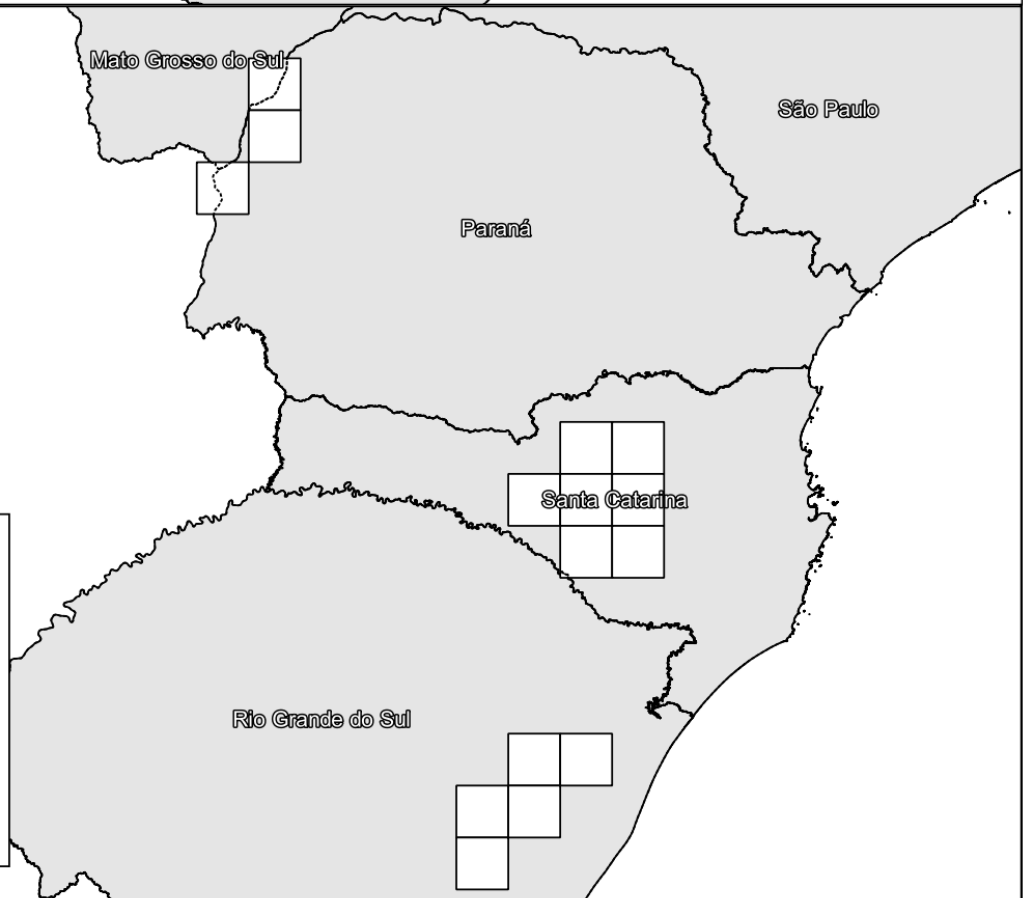 Mato Grosso do Sul
São Paulo
Paraná
Santa Catarina
Rio Grande do Sul